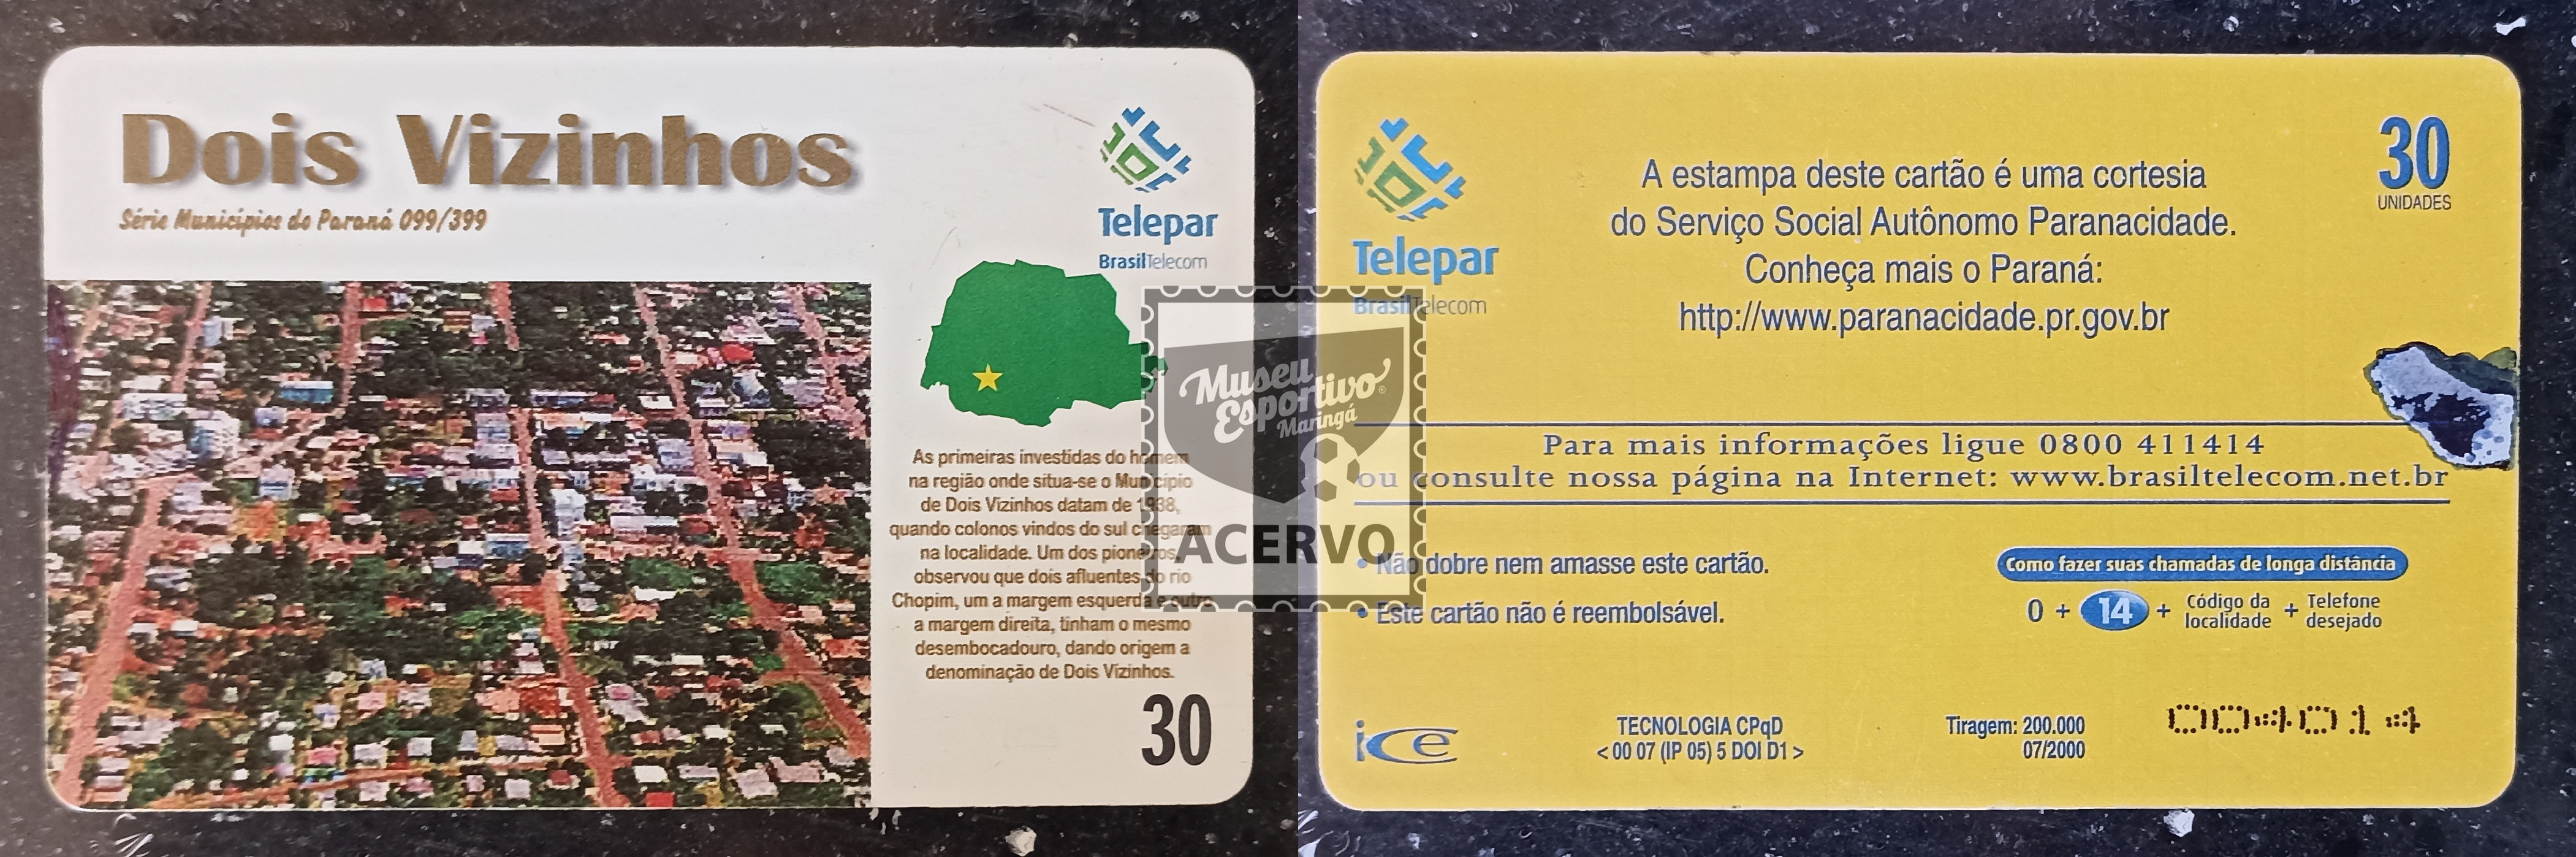 Dois Vizinhos
Série Municípios do Paraná 099/399
Telepar
BrasilTelecom
As primeiras investidas do homem
na região onde situa-se o Município
de Dois Vizinhos datam de 1938,
quando colonos vindos do sul chegaram
na localidade. Um dos pioneiros,
observou que dois afluentes do rio
Chopim, um a margem esquerda e outro
a margem direita, tinham o mesmo
desembocadouro, dando origem a
denominação de Dois Vizinhos.
30
Museu
Esportivo
Maringá
ACERVO
Telepar
BrasilTelecom
A estampa deste cartão é uma cortesia
do Serviço Social Autônomo Paranacidade.
Conheça mais o Paraná:
http://www.paranacidade.pr.gov.br
30
UNIDADES
Para mais informações ligue 0800 411414
ou consulte nossa página na Internet: www.brasiltelecom.net.br
• Não dobre nem amasse este cartão.
• Este cartão não é reembolsável.
Como fazer suas chamadas de longa distância
0 + 14 + Código da localidade + Telefone desejado
ice
TECNOLOGIA CPqD
< 00 07 (IP 05) 5 DOI D1 >
Tiragem: 200.000
07/2000
004014